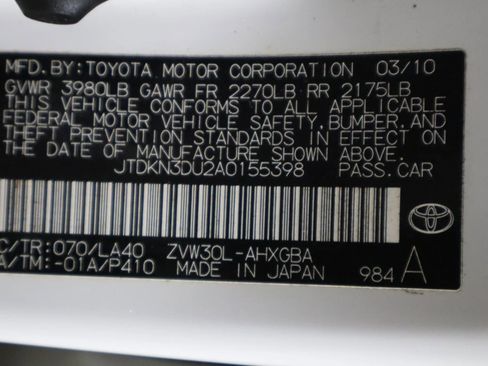 MFD. BY: TOYOTA MOTOR CORPORATION 03/10
GVWR 3980LB GAWR FR 2270LB RR 2175LB
THIS VEHICLE CONFORMS TO ALL APPLICABLE
FEDERAL MOTOR VEHICLE SAFETY, BUMPER, AND
THEFT PREVENTION STANDARDS IN EFFECT ON
THE DATE OF MANUFACTURE SHOWN ABOVE.
JTDKN3DU2A0155398 PASS. CAR
C/TR: 070/LA40 ZVW30L-AHXGBA
A/TM: -01A/P410 MADE IN JAPAN 984 A